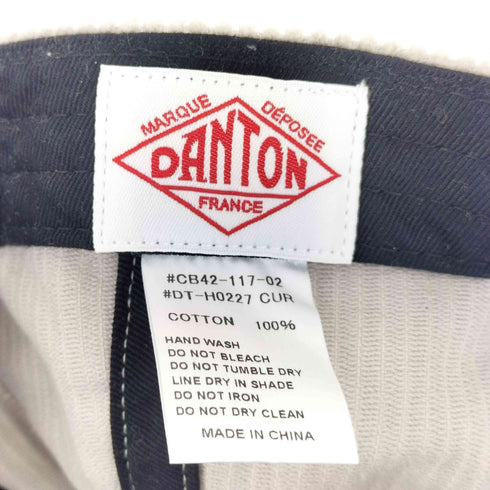 MARQUE DÉPOSÉE
DANTON
FRANCE
#CB42-117-02
#DT-H0227 CUR
COTTON 100%
HAND WASH
DO NOT BLEACH
DO NOT TUMBLE DRY
LINE DRY IN SHADE
DO NOT IRON
DO NOT DRY CLEAN
MADE IN CHINA